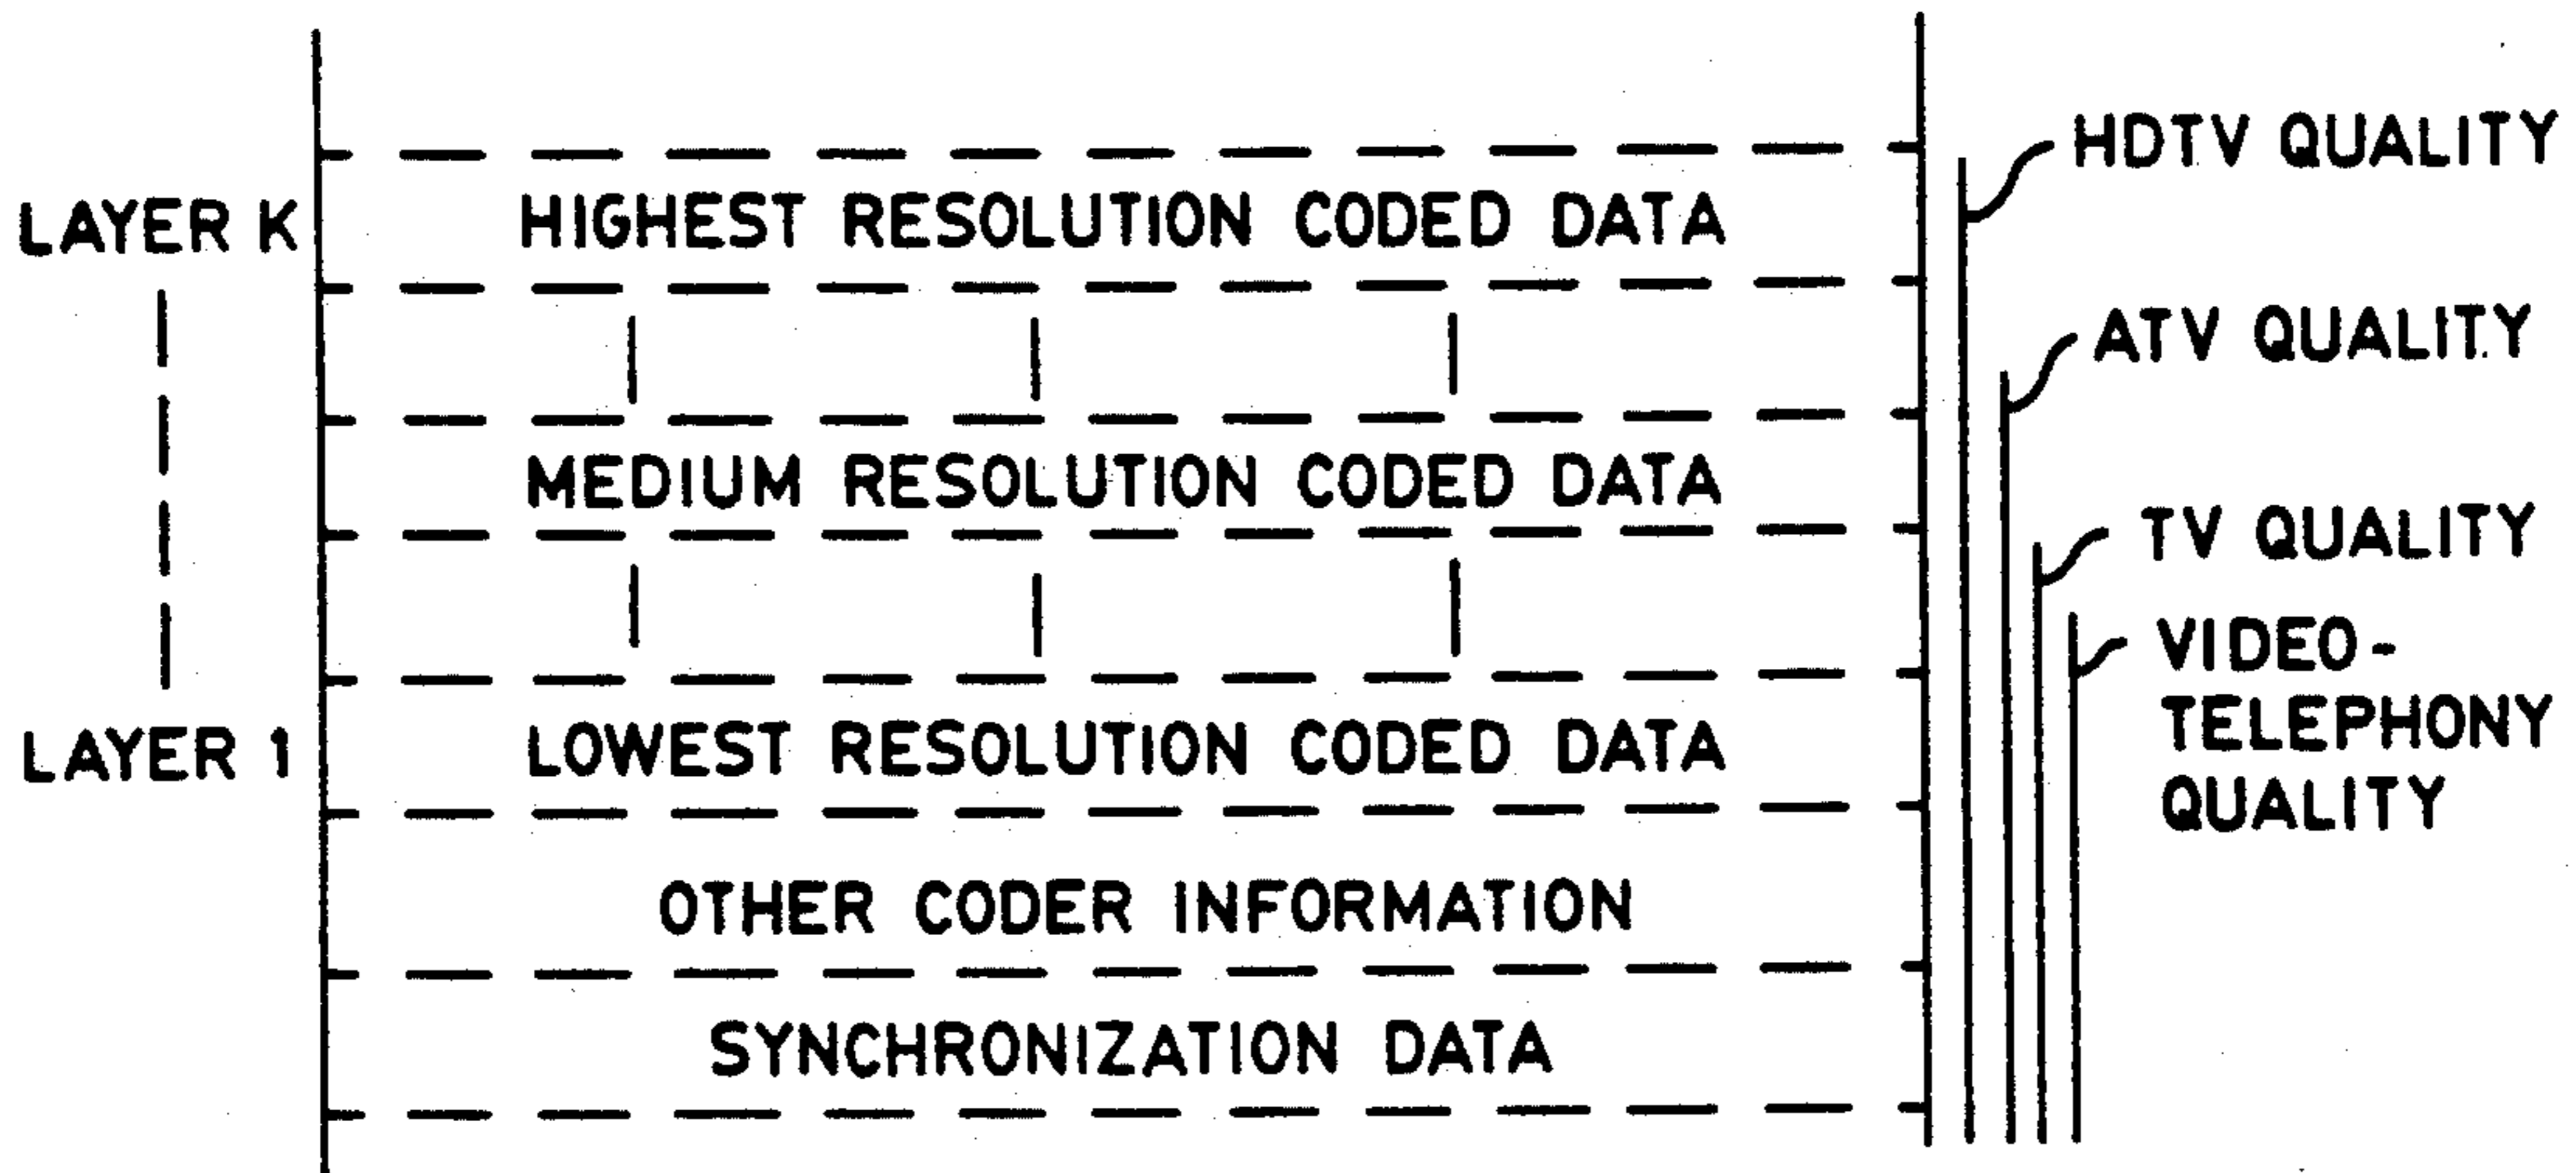 HDTV QUALITY
LAYER K
HIGHEST RESOLUTION CODED DATA
ATV QUALITY
MEDIUM RESOLUTION CODED DATA
TV QUALITY
VIDEO-
TELEPHONY
QUALITY
LAYER 1
LOWEST RESOLUTION CODED DATA
OTHER CODER INFORMATION
SYNCHRONIZATION DATA